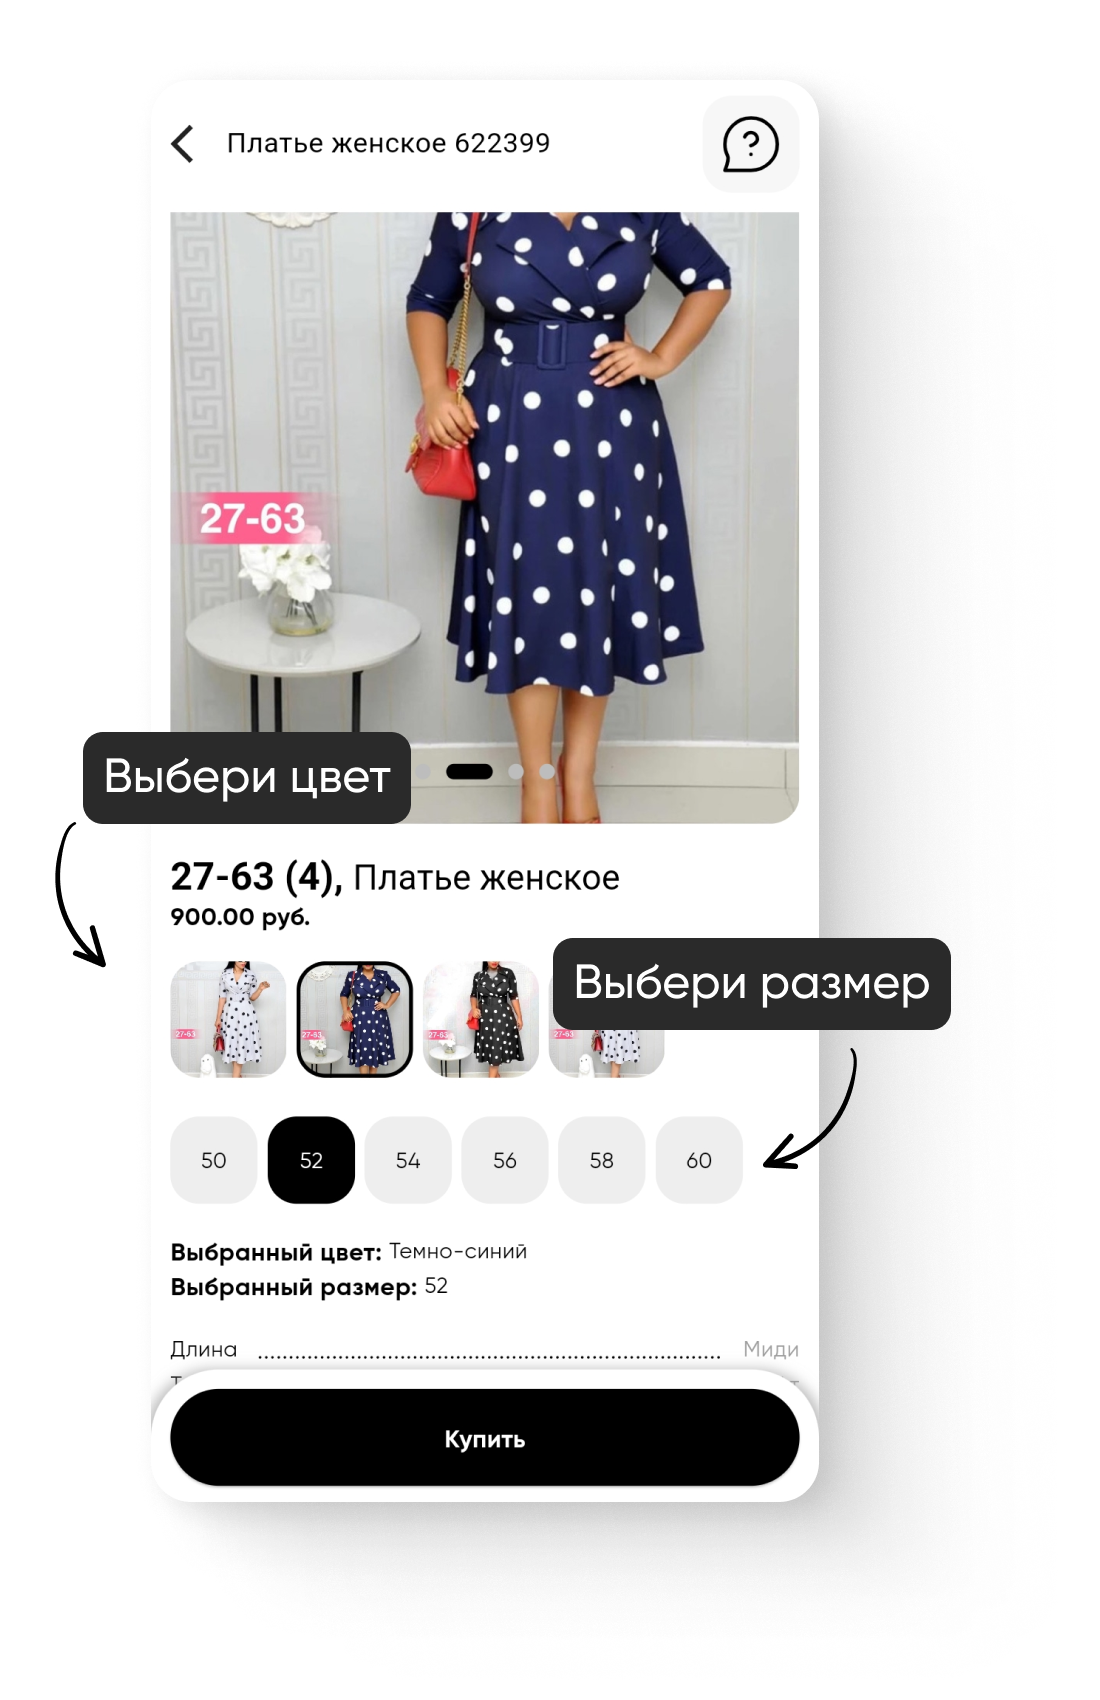 Платье женское 622399
27-63
Выбери цвет
27-63 (4), Платье женское
900.00 руб.
Выбери размер
27-63
27-63
27-63
27-63
50
52
54
56
58
60
Выбранный цвет: Темно-синий
Выбранный размер: 52
Длина ........................................ Миди
Купить